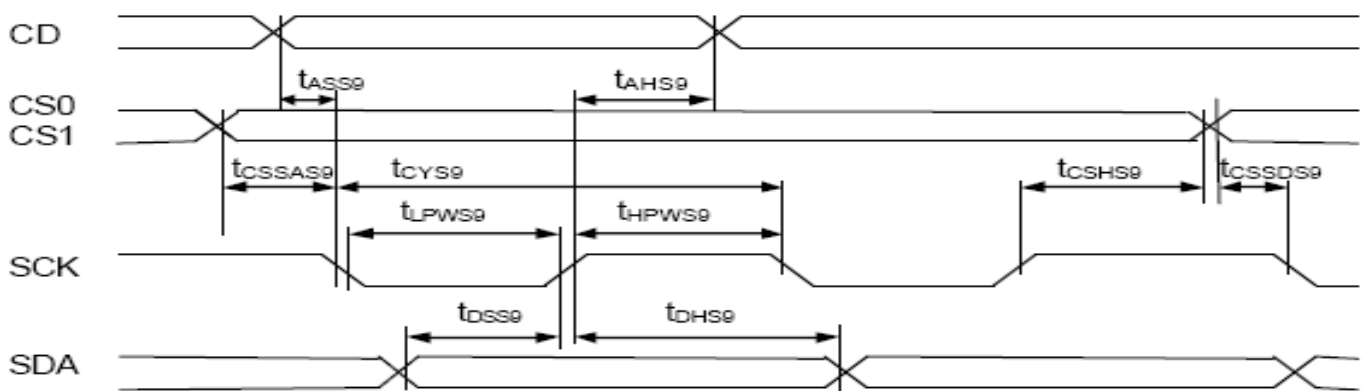 CD
tASS9 tAHS9
CS0
CS1
tCSSAS9 tCYS9 tCSHS9 tCSSDS9
tLPWS9 tHPWS9
SCK
tDSS9 tDHS9
SDA